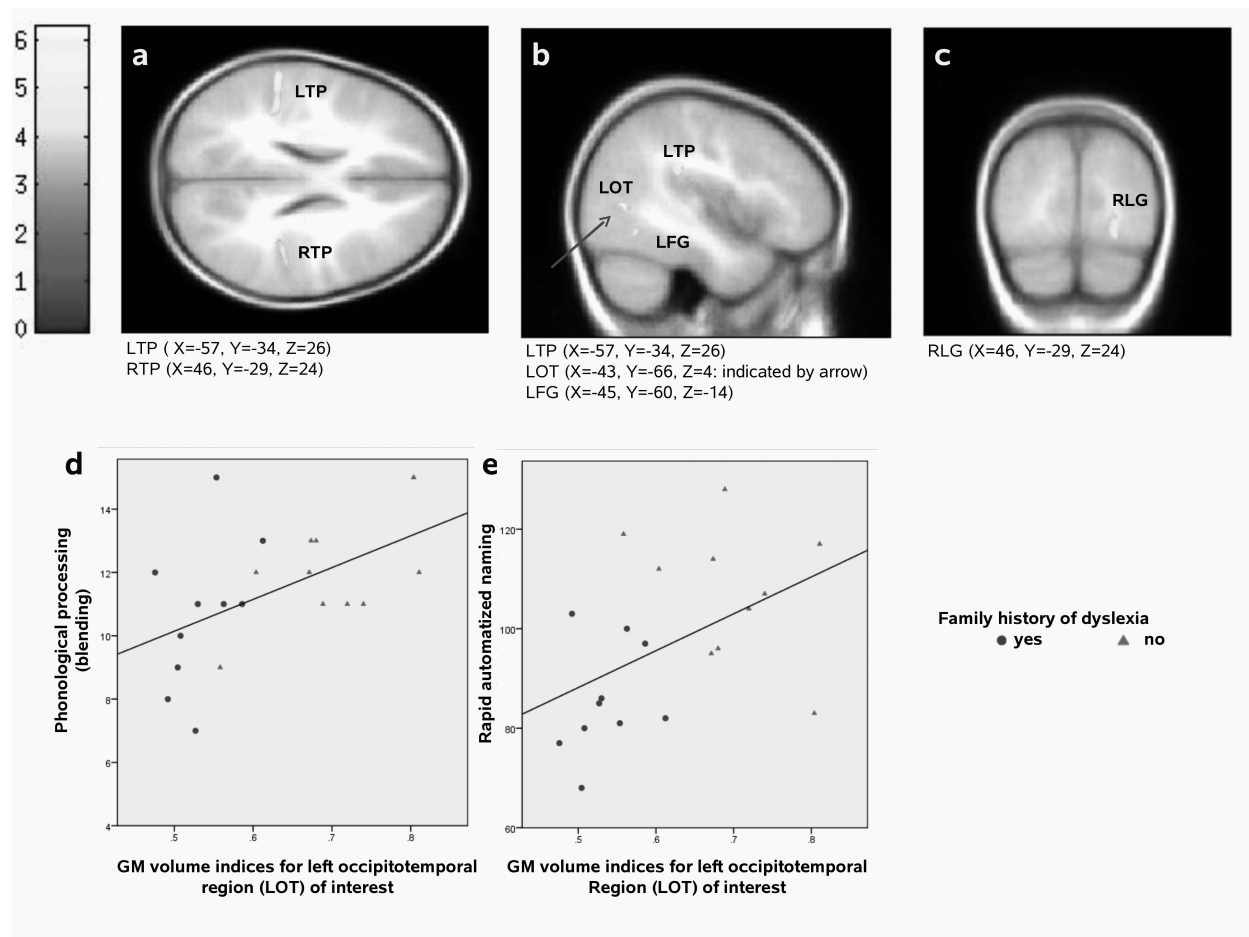 6
5
4
3
2
1
0
a
LTP
RTP
LTP ( X=-57, Y=-34, Z=26)
RTP (X=46, Y=-29, Z=24)
b
LTP
LOT
LFG
LTP (X=-57, Y=-34, Z=26)
LOT (X=-43, Y=-66, Z=4: indicated by arrow)
LFG (X=-45, Y=-60, Z=-14)
c
RLG
RLG (X=46, Y=-29, Z=24)
d
Phonological processing
(blending)
14
12
10
8
6
4
.5 .6 .7 .8
GM volume indices for left occipitotemporal
region (LOT) of interest
e
Rapid automatized naming
120
100
80
60
.5 .6 .7 .8
GM volume indices for left occipitotemporal
Region (LOT) of interest
Family history of dyslexia
yes no